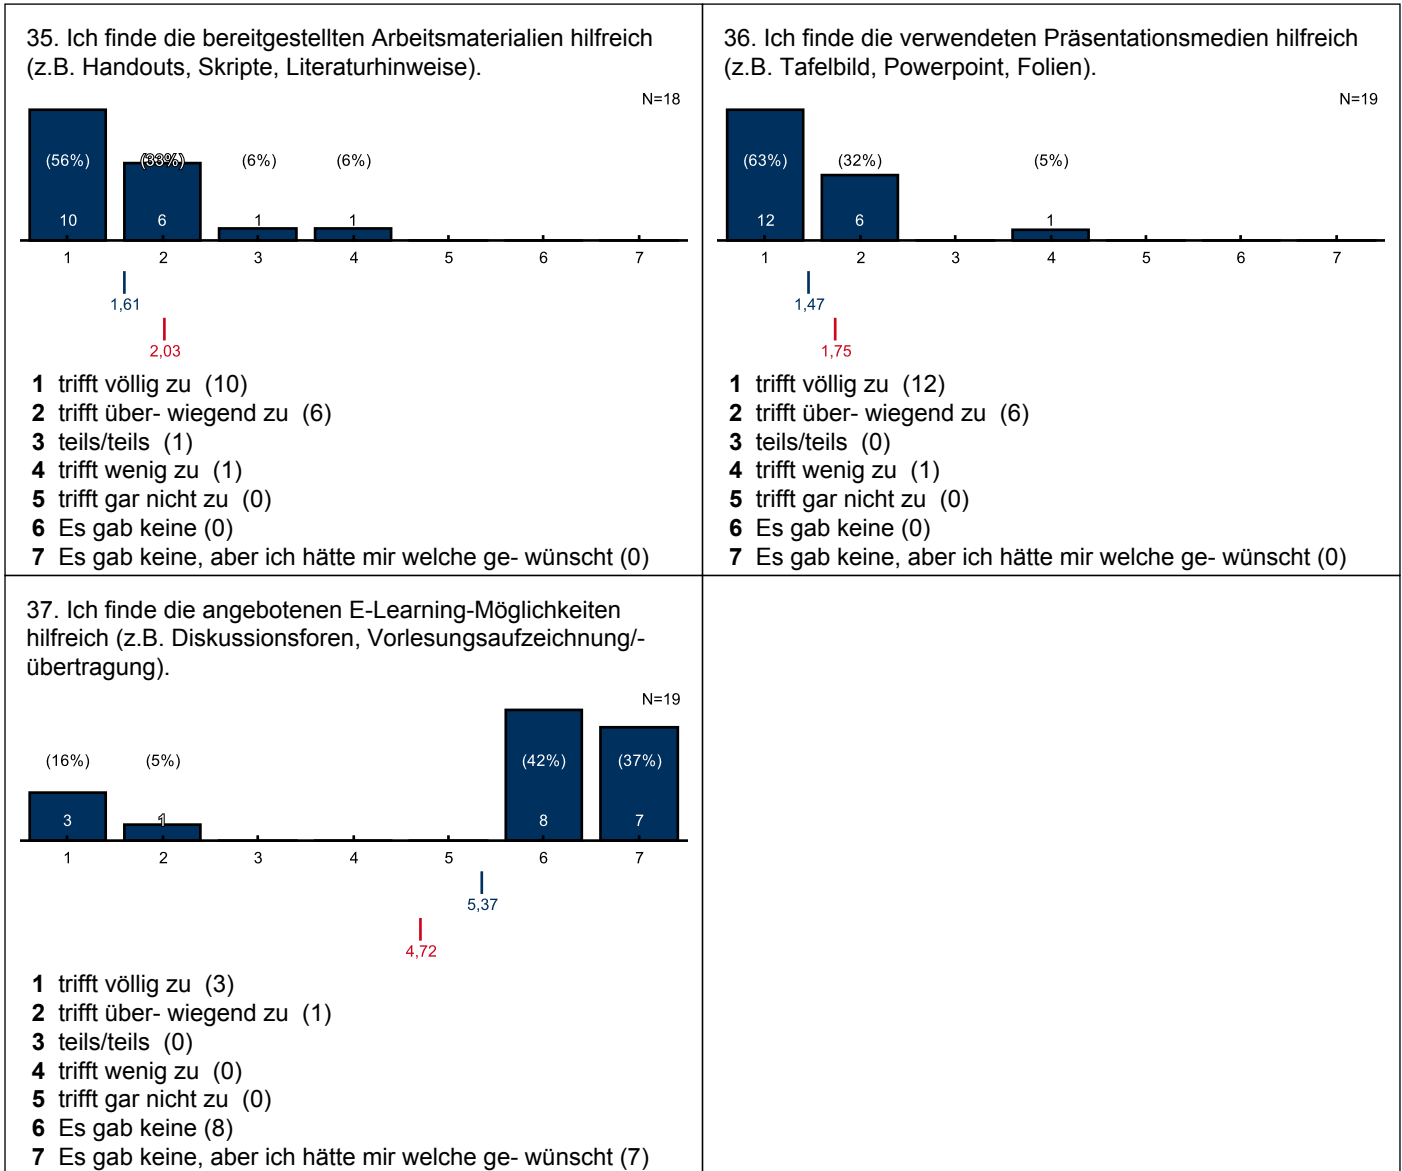 35. Ich finde die bereitgestellten Arbeitsmaterialien hilfreich
(z.B. Handouts, Skripte, Literaturhinweise).
N=18
(56%) (33%) (6%) (6%)
10 6 1 1
1 2 3 4 5 6 7
1,61
2,03
1 trifft völlig zu (10)
2 trifft über- wiegend zu (6)
3 teils/teils (1)
4 trifft wenig zu (1)
5 trifft gar nicht zu (0)
6 Es gab keine (0)
7 Es gab keine, aber ich hätte mir welche ge- wünscht (0)
36. Ich finde die verwendeten Präsentationsmedien hilfreich
(z.B. Tafelbild, Powerpoint, Folien).
N=19
(63%) (32%) (5%)
12 6 1
1 2 3 4 5 6 7
1,47
1,75
1 trifft völlig zu (12)
2 trifft über- wiegend zu (6)
3 teils/teils (0)
4 trifft wenig zu (1)
5 trifft gar nicht zu (0)
6 Es gab keine (0)
7 Es gab keine, aber ich hätte mir welche ge- wünscht (0)
37. Ich finde die angebotenen E-Learning-Möglichkeiten
hilfreich (z.B. Diskussionsforen, Vorlesungsaufzeichnung/-
übertragung).
N=19
(16%) (5%) (42%) (37%)
3 1 8 7
1 2 3 4 5 6 7
5,37
4,72
1 trifft völlig zu (3)
2 trifft über- wiegend zu (1)
3 teils/teils (0)
4 trifft wenig zu (0)
5 trifft gar nicht zu (0)
6 Es gab keine (8)
7 Es gab keine, aber ich hätte mir welche ge- wünscht (7)